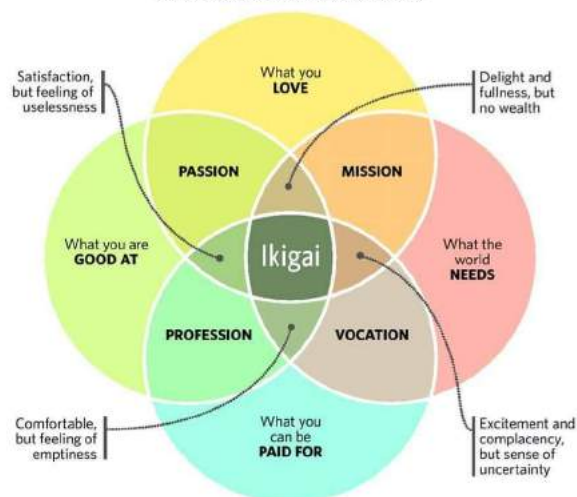 What you
LOVE
Satisfaction,
but feeling of
uselessness
Delight and
fullness, but
no wealth
PASSION
MISSION
What you are
GOOD AT
Ikigai
What the
world
NEEDS
PROFESSION
VOCATION
Comfortable,
but feeling of
emptiness
What you
can be
PAID FOR
Excitement and
complacency,
but sense of
uncertainty